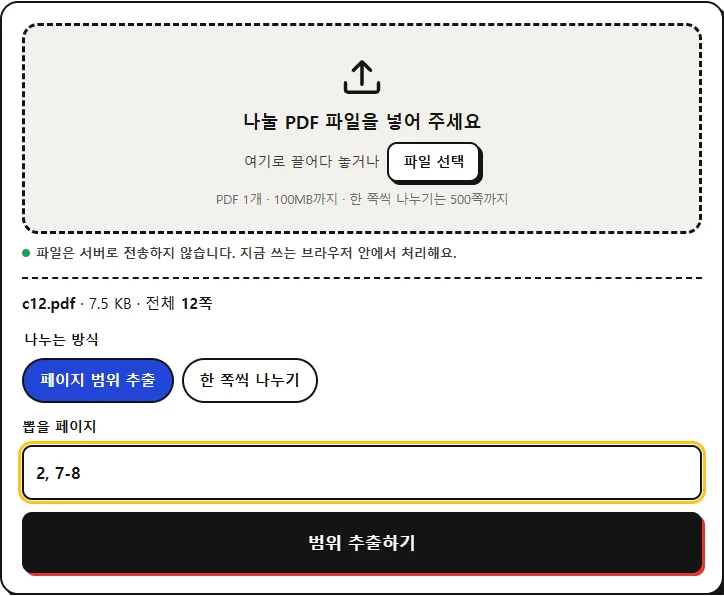 나눌 PDF 파일을 넣어 주세요
여기로 끌어다 놓거나 파일 선택
PDF 1개 · 100MB까지 · 한 쪽씩 나누기는 500쪽까지
파일은 서버로 전송하지 않습니다. 지금 쓰는 브라우저 안에서 처리해요.
c12.pdf · 7.5 KB · 전체 12쪽
나누는 방식
페이지 범위 추출 한 쪽씩 나누기
뽑을 페이지
2, 7-8
범위 추출하기